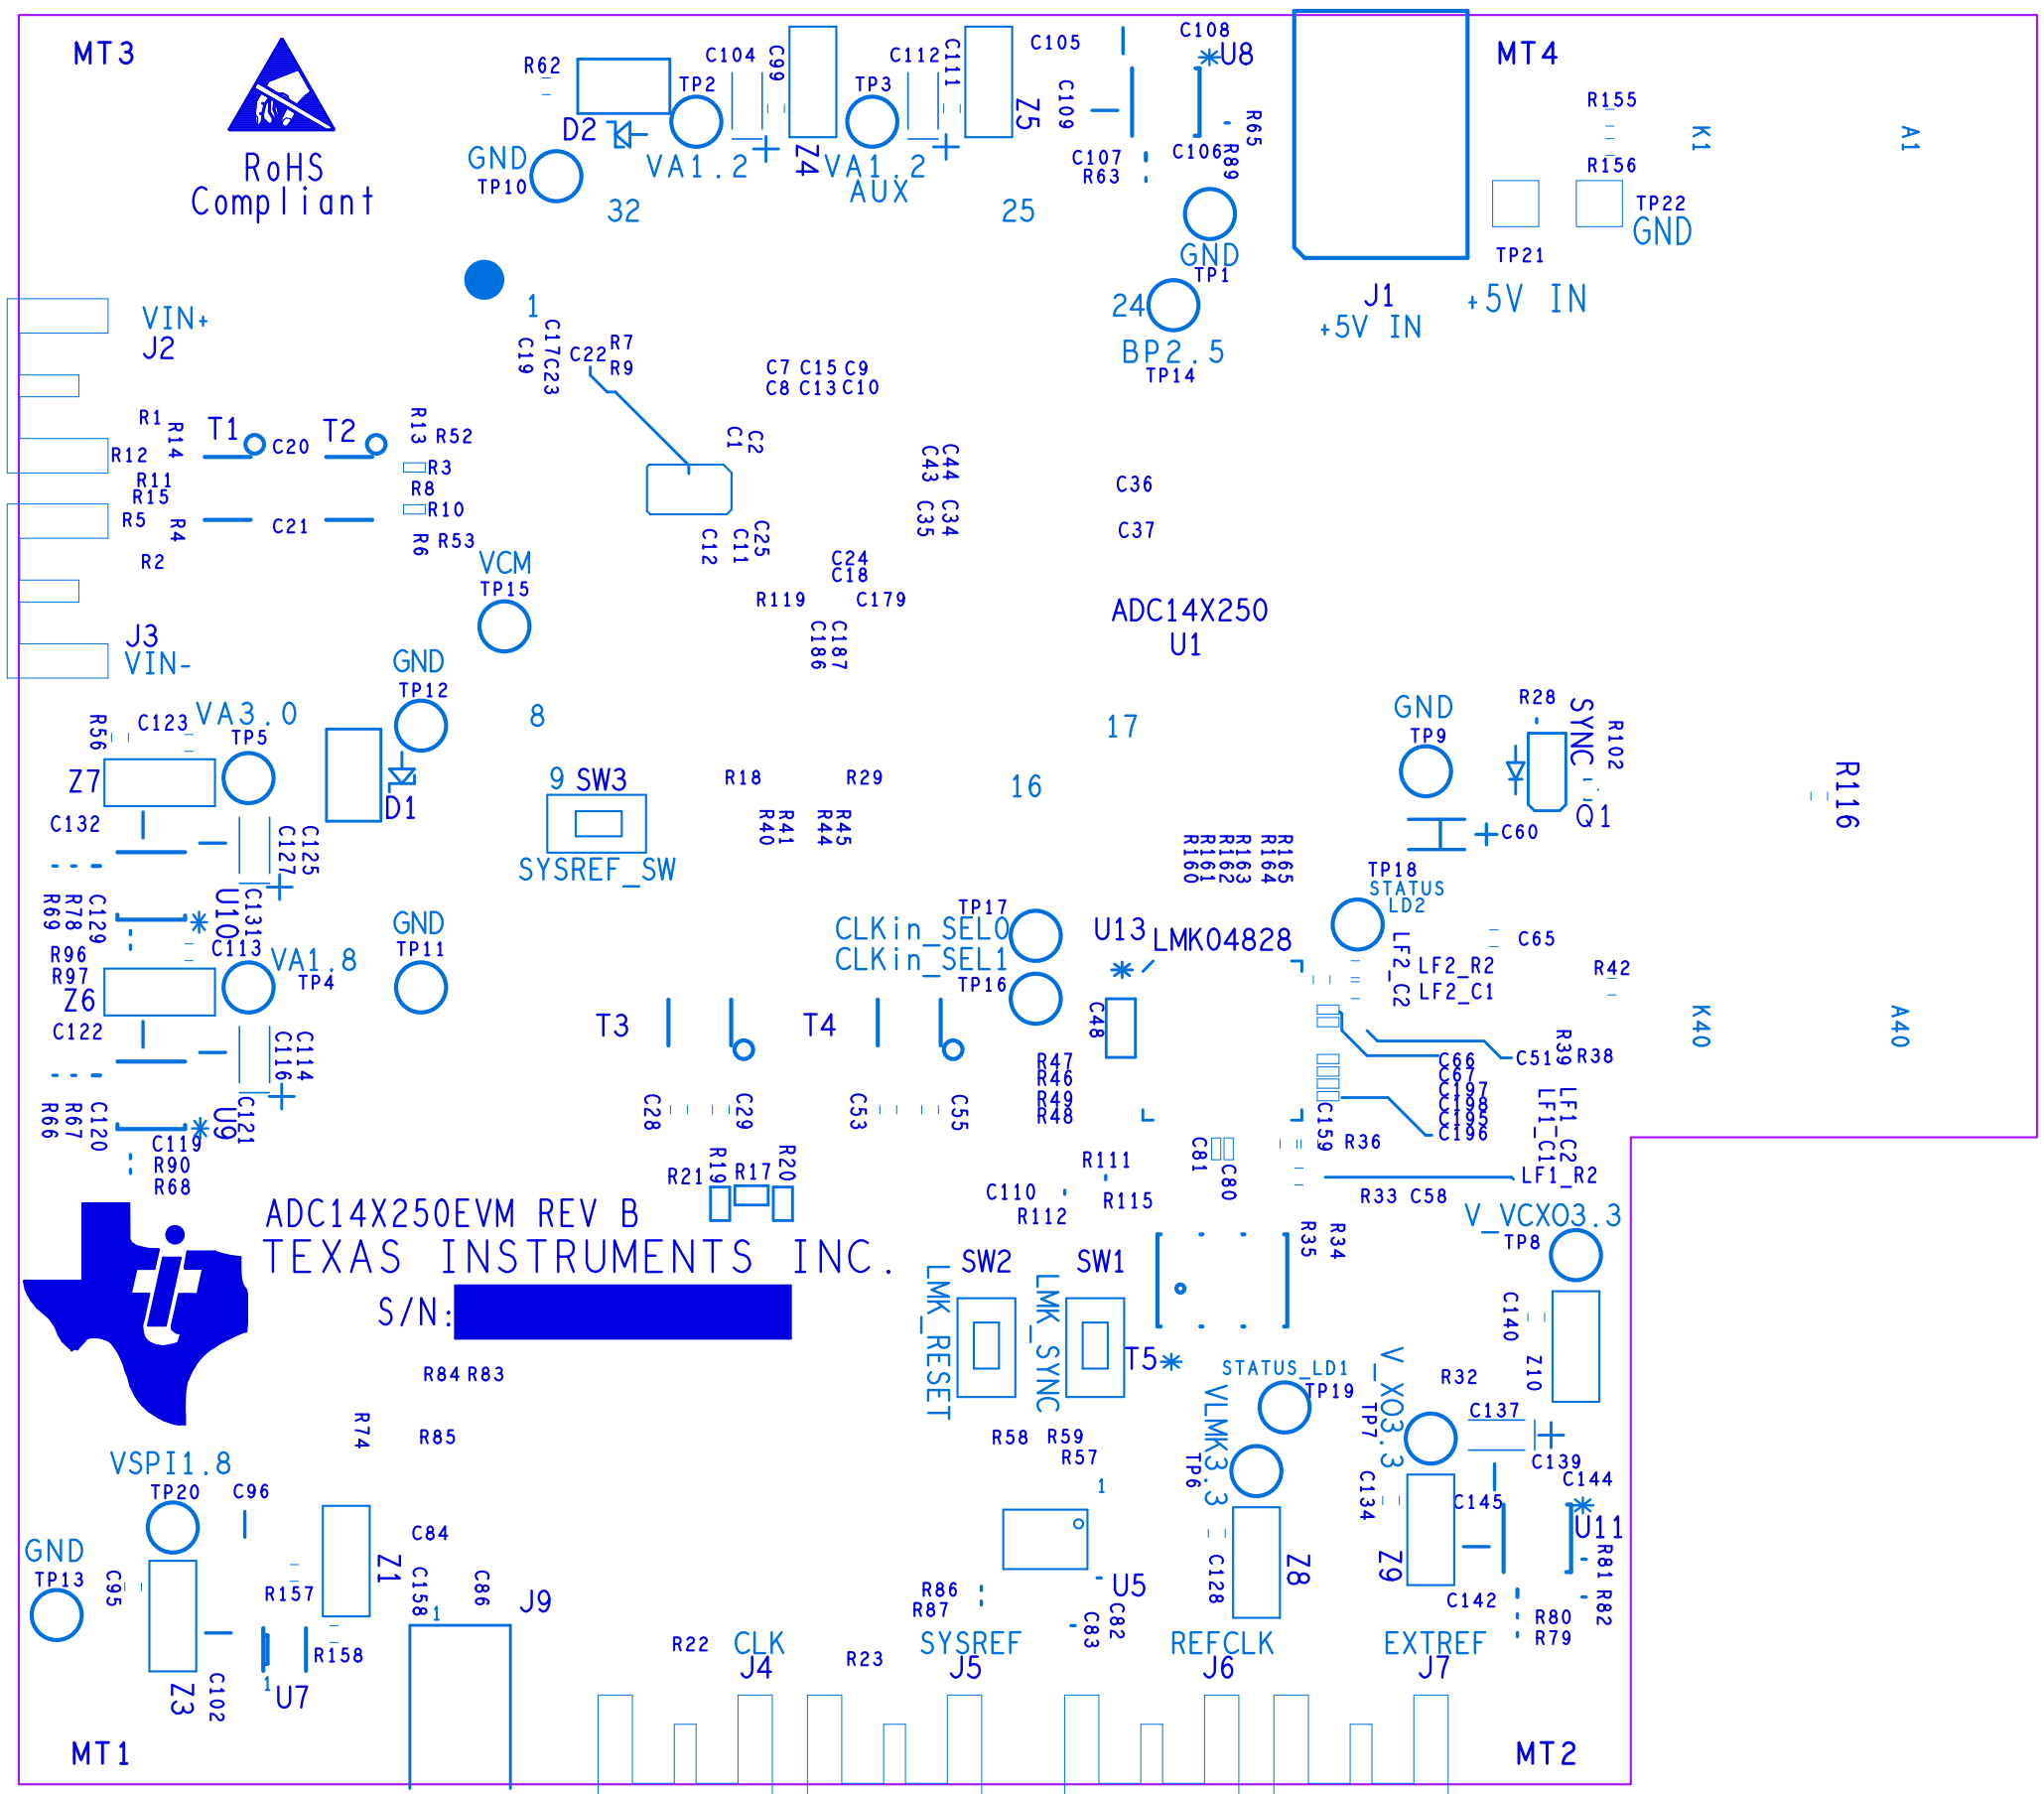 MT3
RoHS
Compliant
R62
D2
GND
TP10
TP2
VA1.2
C104
C99
Z4
TP3
VA1.2
AUX
C112
C111
Z5
C105
C109
C108
U8
C107
R63
C106
R65
R89
GND
TP1
24
BP2.5
TP14
J1
+5V IN
MT4
R155
R156
TP22
GND
TP21
+5V IN
K1
A1
32
25
1
VIN+
J2
C19
C17
C23
C22
R7
R9
C7
C15
C9
C8
C13
C10
R1
R14
T1
C20
T2
R13
R52
R12
R3
R11
R8
R15
R10
R5
R4
C21
R6
R53
R2
C1
C2
C43
C44
C36
C35
C34
C37
C12
C11
C25
C24
C18
R119
C179
C186
C187
VCM
TP15
ADC14X250
U1
J3
VIN-
GND
TP12
VA3.0
TP5
R56
C123
Z7
D1
C132
8
9
SW3
SYSREF_SW
R18
R29
R40
R41
R44
R45
17
16
GND
TP9
R28
SYNC
R102
Q1
C60
R116
R160
R161
R162
R163
R164
R165
TP18
STATUS
LD2
C127
C125
R69
R78
C129
U10
C131
C113
GND
TP11
VA1.8
TP4
R96
R97
Z6
C122
C116
C114
R66
R67
C120
U9
C121
C119
R90
R68
TP17
CLKin_SEL0
CLKin_SEL1
TP16
U13
LMK04828
C48
LF2_C2
LF2_R2
LF2_C1
C65
R42
K40
A40
T3
T4
R47
R46
R49
R48
C66
C67
C197
C198
C195
C196
C51
R39
R38
LF1_C1
LF1_C2
LF1_R2
C28
C29
C53
C55
C159
R36
C81
C80
R33
C58
R111
R115
C110
R112
R21
R19
R17
R20
R35
R34
V_VCXO3.3
TP8
ADC14X250EVM REV B
TEXAS INSTRUMENTS INC.
S/N:
SW2
LMK_RESET
SW1
LMK_SYNC
T5
STATUS_LD1
TP19
VLMK3.3
TP6
V_XO3.3
TP7
R32
C140
Z10
C137
C139
C144
C145
C134
U11
R84
R83
R74
R85
R58
R59
R57
1
VSPI1.8
TP20
C96
GND
TP13
C95
Z1
C84
C158
C86
1
J9
R157
R158
Z3
C102
1
U7
R86
R87
U5
C82
C83
C128
Z8
Z9
C142
R81
R82
R80
R79
R22
CLK
J4
R23
SYSREF
J5
REFCLK
J6
EXTREF
J7
MT1
MT2